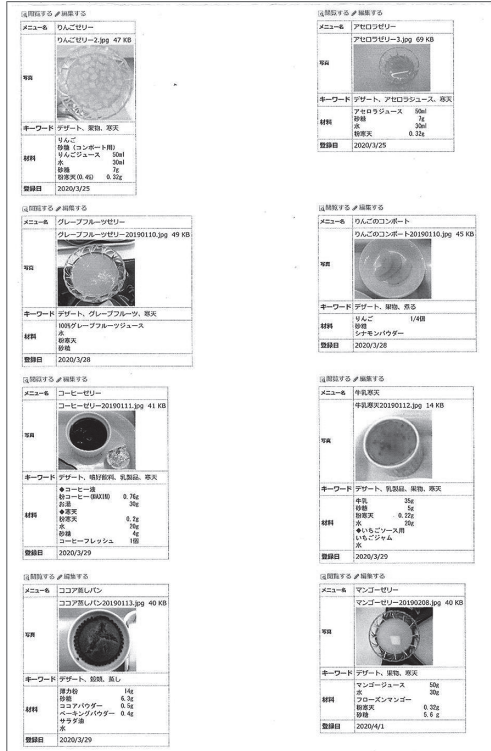 閲覧する 編集する
メニュー名 りんごゼリー
りんごゼリー2.jpg 47 KB
写真
キーワード デザート、果物、寒天
材料
りんご
砂糖（コンポート用）
りんごジュース 50ml
水 30ml
砂糖 7g
粉寒天(0.4%) 0.32g
登録日 2020/3/25
閲覧する 編集する
メニュー名 アセロラゼリー
アセロラゼリー3.jpg 69 KB
写真
キーワード デザート、アセロラジュース、寒天
材料
アセロラジュース 50ml
砂糖 7g
水 30ml
粉寒天 0.32g
登録日 2020/3/25
閲覧する 編集する
メニュー名 グレープフルーツゼリー
グレープフルーツゼリー20190110.jpg 49 KB
写真
キーワード デザート、グレープフルーツ、寒天
材料
100%グレープフルーツジュース
水
粉寒天
砂糖
登録日 2020/3/28
閲覧する 編集する
メニュー名 りんごのコンポート
りんごのコンポート20190110.jpg 45 KB
写真
キーワード デザート、果物、煮る
材料
りんご 1/4個
砂糖
シナモンパウダー
登録日 2020/3/28
閲覧する 編集する
メニュー名 コーヒーゼリー
コーヒーゼリー20190111.jpg 41 KB
写真
キーワード デザート、嗜好飲料、乳製品、寒天
材料
◆コーヒー液
粉コーヒー(MAXIM) 0.76g
お湯 30g
◆寒天
粉寒天 0.2g
水 20g
砂糖 4g
コーヒーフレッシュ 1個
登録日 2020/3/29
閲覧する 編集する
メニュー名 牛乳寒天
牛乳寒天20190112.jpg 14 KB
写真
キーワード デザート、乳製品、果物、寒天
材料
牛乳 35g
砂糖 5g
粉寒天 0.22g
水 20g
◆いちごソース用
いちごジャム
水
登録日 2020/3/29
閲覧する 編集する
メニュー名 ココア蒸しパン
ココア蒸しパン20190113.jpg 40 KB
写真
キーワード デザート、穀類、蒸し
材料
薄力粉 14g
砂糖 6.3g
ココアパウダー 0.5g
ベーキングパウダー 0.4g
サラダ油
水
登録日 2020/3/29
閲覧する 編集する
メニュー名 マンゴーゼリー
マンゴーゼリー20190208.jpg 40 KB
写真
キーワード デザート、果物、寒天
材料
マンゴージュース 50g
水 30g
フローズンマンゴー
粉寒天 0.32g
砂糖 5.6 g
登録日 2020/4/1